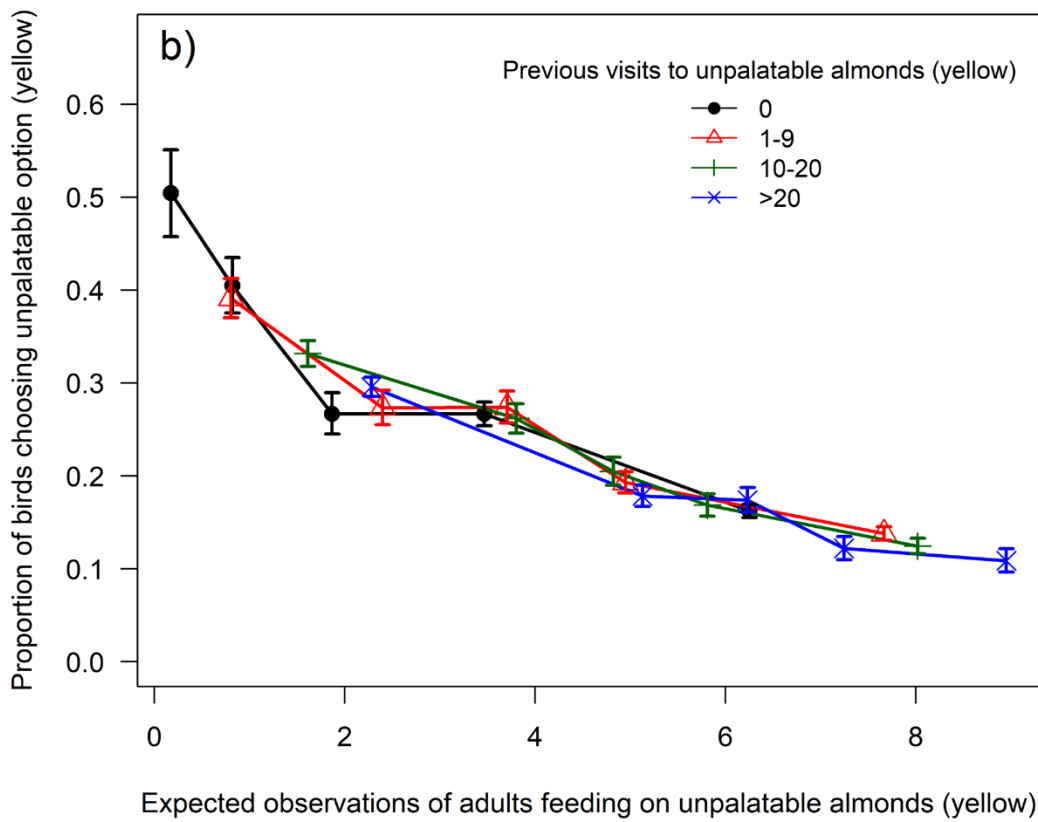 b)
Previous visits to unpalatable almonds (yellow)
0
1-9
10-20
>20
Proportion of birds choosing unpalatable option (yellow)
0.6
0.5
0.4
0.3
0.2
0.1
0.0
0 2 4 6 8
Expected observations of adults feeding on unpalatable almonds (yellow)